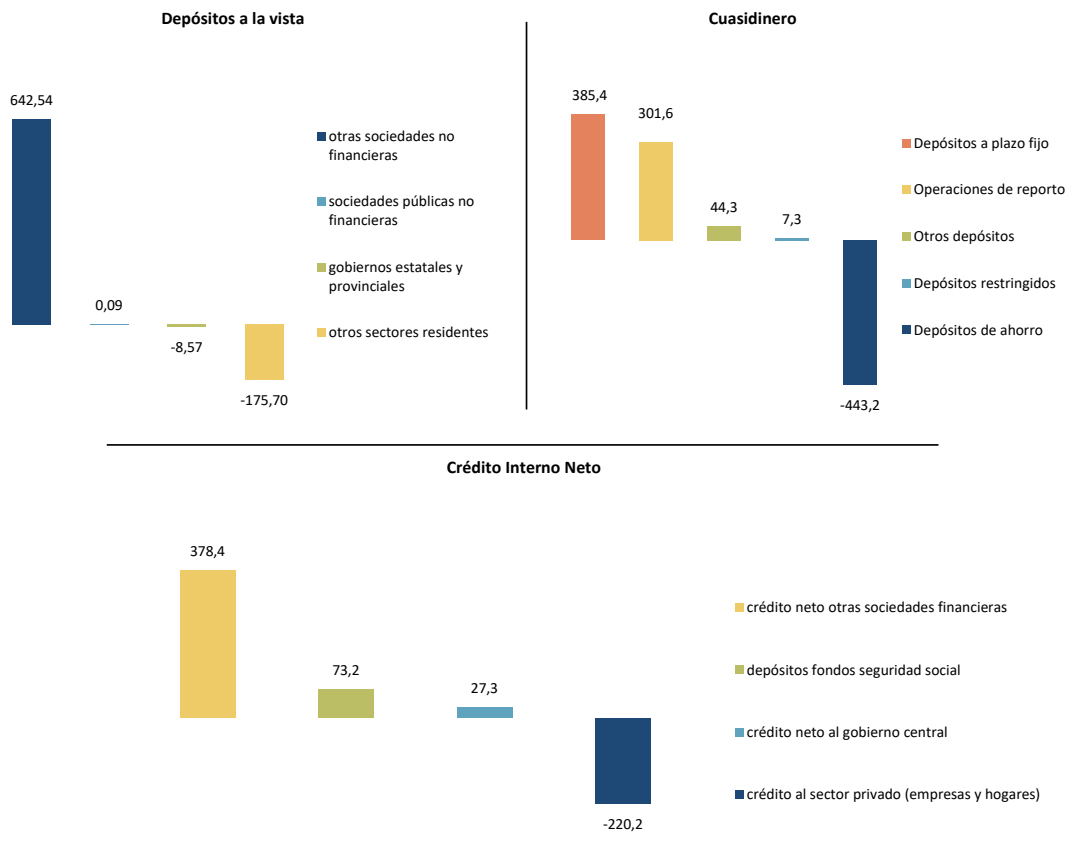 Depósitos a la vista
642,54
0,09
-8,57
-175,70
otras sociedades no
financieras
sociedades públicas no
financieras
gobiernos estatales y
provinciales
otros sectores residentes
Cuasidinero
385,4
301,6
44,3
7,3
-443,2
Depósitos a plazo fijo
Operaciones de reporto
Otros depósitos
Depósitos restringidos
Depósitos de ahorro
Crédito Interno Neto
378,4
73,2
27,3
-220,2
crédito neto otras sociedades financieras
depósitos fondos seguridad social
crédito neto al gobierno central
crédito al sector privado (empresas y hogares)